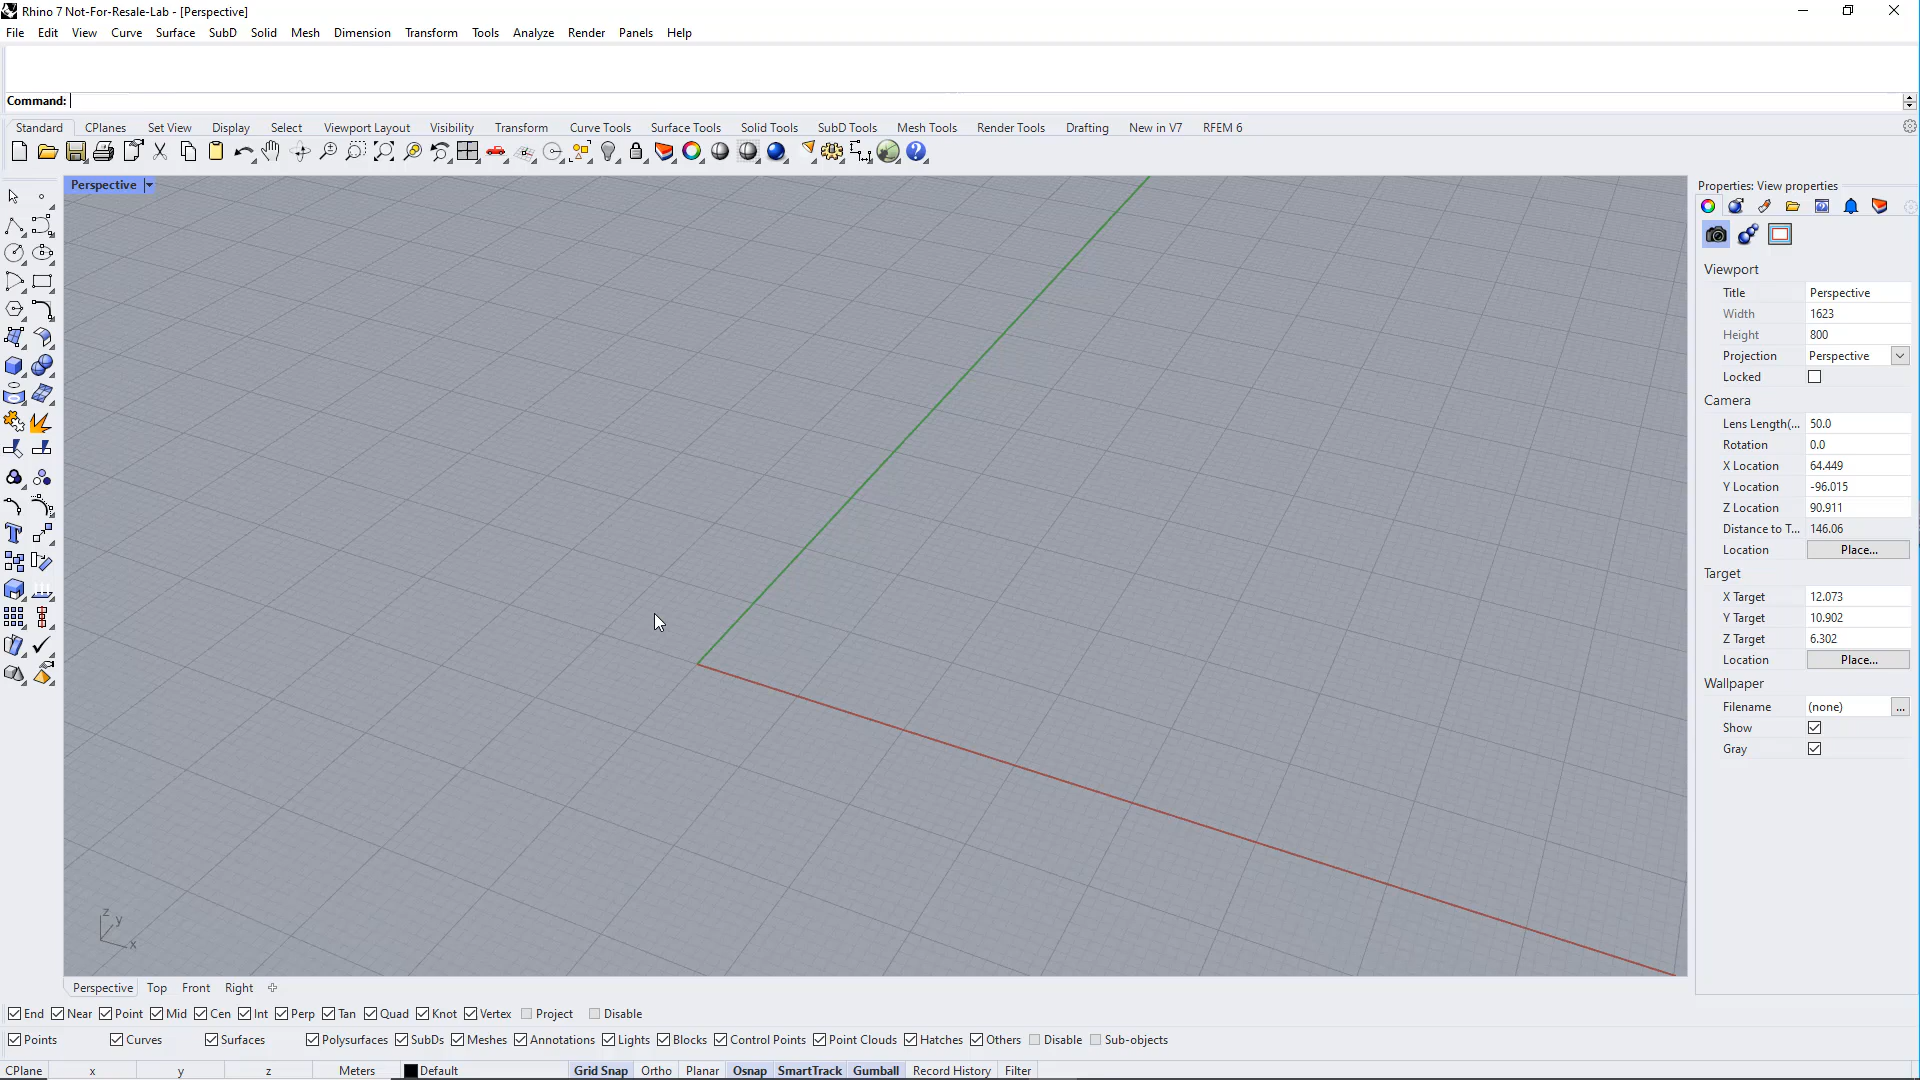 Rhino 7 Not-For-Resale-Lab - [Perspective]
File Edit View Curve Surface SubD Solid Mesh Dimension Transform Tools Analyze Render Panels Help
Command:
Standard CPlanes Set View Display Select Viewport Layout Visibility Transform Curve Tools Surface Tools Solid Tools SubD Tools Mesh Tools Render Tools Drafting New in V7 RFEM 6
Perspective
Properties: View properties
Viewport
Title Perspective
Width 1623
Height 800
Projection Perspective
Locked
Camera
Lens Length(... 50.0
Rotation 0.0
X Location 64.449
Y Location -96.015
Z Location 90.911
Distance to T... 146.06
Location Place...
Target
X Target 12.073
Y Target 10.902
Z Target 6.302
Location Place...
Wallpaper
Filename (none) ...
Show
Gray
z
y
x
Perspective Top Front Right
End Near Point Mid Cen Int Perp Tan Quad Knot Vertex Project Disable
Points Curves Surfaces Polysurfaces SubDs Meshes Annotations Lights Blocks Control Points Point Clouds Hatches Others Disable Sub-objects
CPlane x y z Meters Default Grid Snap Ortho Planar Osnap SmartTrack Gumball Record History Filter